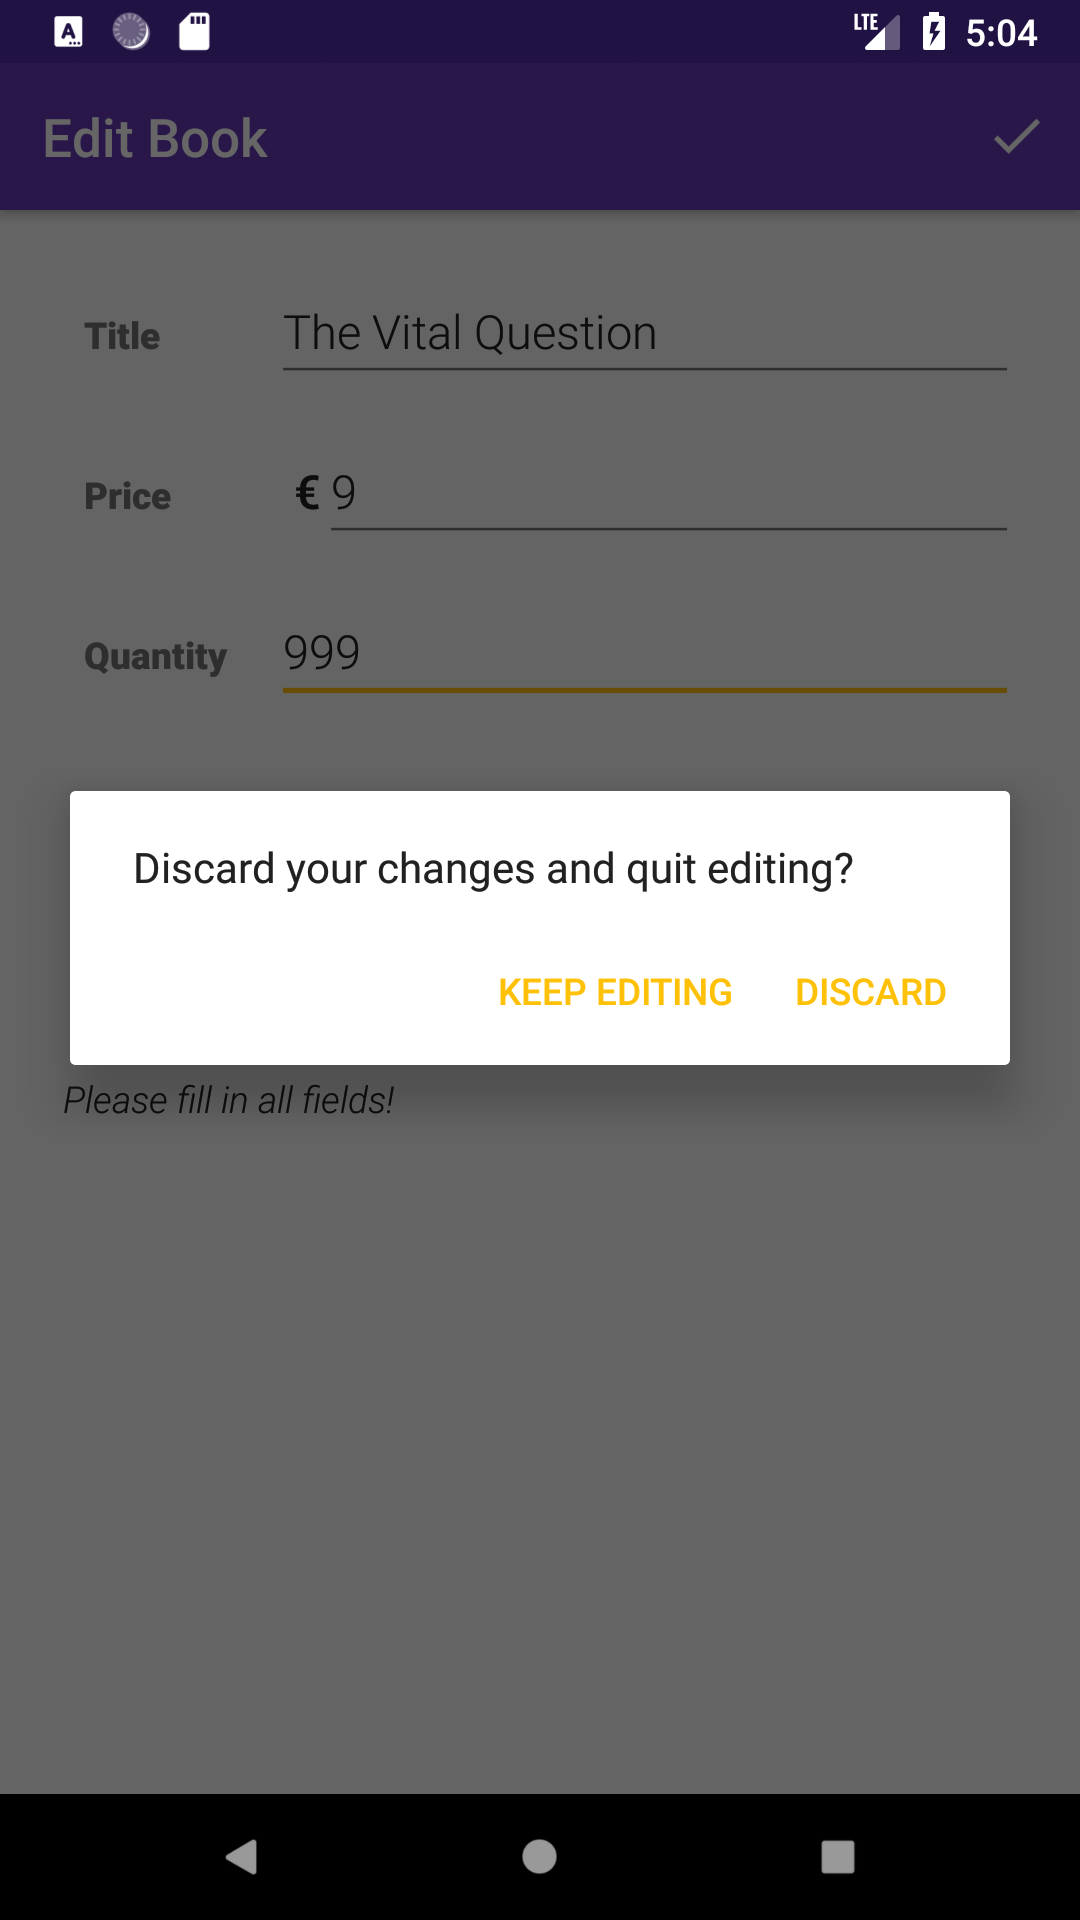 LTE 5:04
Edit Book
Title The Vital Question
Price € 9
Quantity 999
Discard your changes and quit editing?
KEEP EDITING DISCARD
Please fill in all fields!